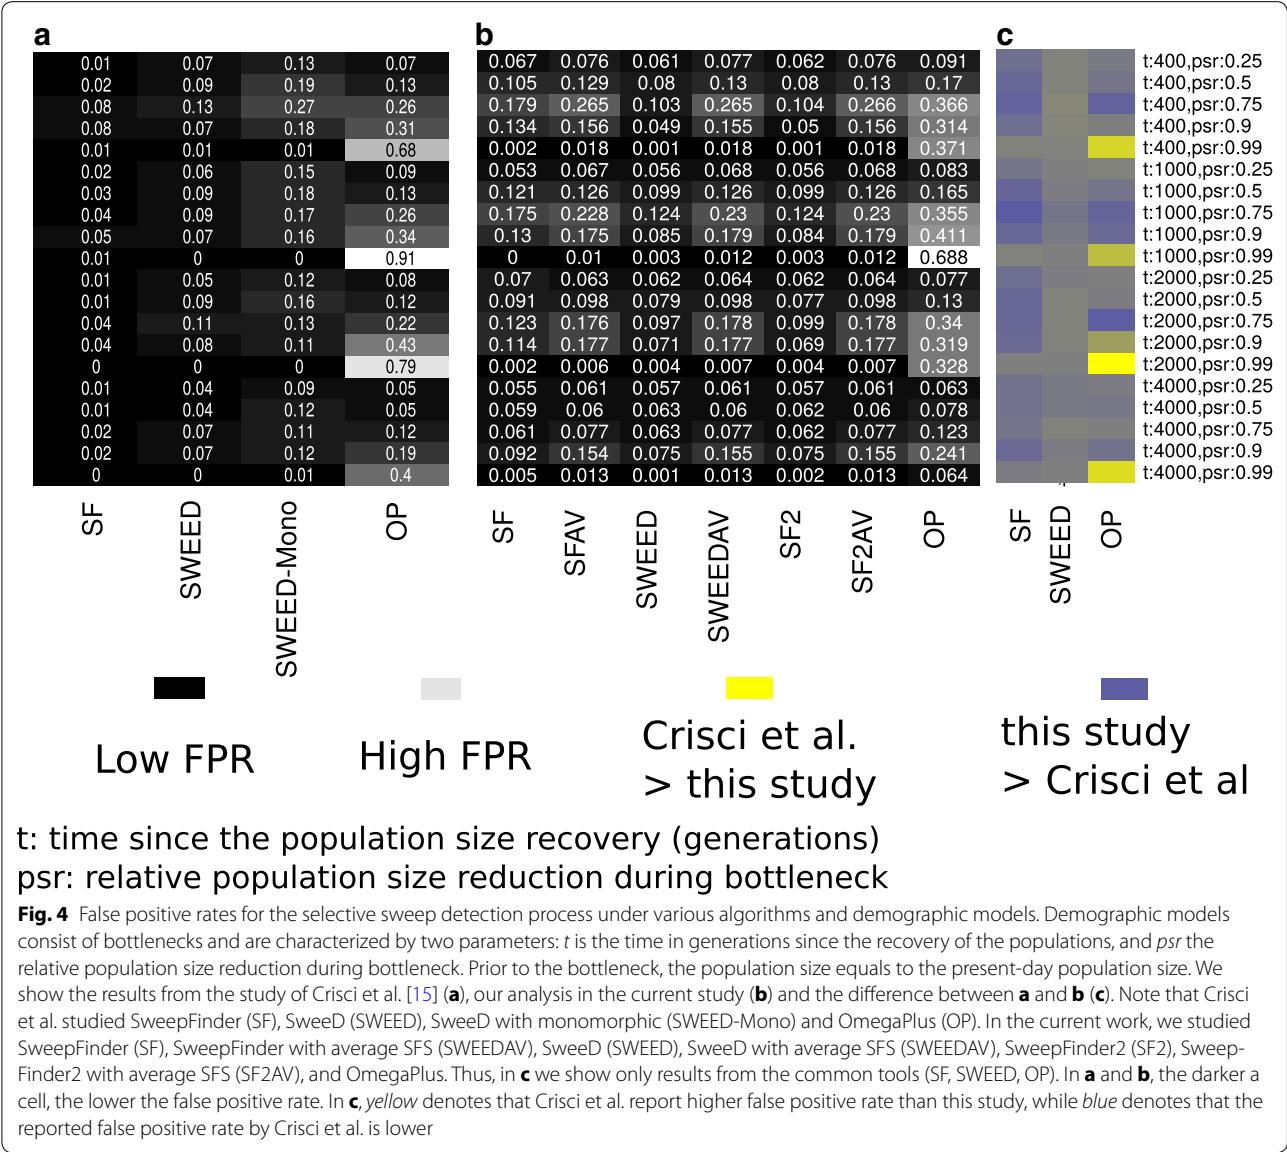 a
b
c
0.01 0.07 0.13 0.07
0.02 0.09 0.19 0.13
0.08 0.13 0.27 0.26
0.08 0.07 0.18 0.31
0.01 0.01 0.01 0.68
0.02 0.06 0.15 0.09
0.03 0.09 0.18 0.13
0.04 0.09 0.17 0.26
0.05 0.07 0.16 0.34
0.01 0 0 0.91
0.01 0.05 0.12 0.08
0.01 0.09 0.16 0.12
0.04 0.11 0.13 0.22
0.04 0.08 0.11 0.43
0 0 0 0.79
0.01 0.04 0.09 0.05
0.01 0.04 0.12 0.05
0.02 0.07 0.11 0.12
0.02 0.07 0.12 0.19
0 0 0.01 0.4
SF SWEED SWEED-Mono OP
0.067 0.076 0.061 0.077 0.062 0.076 0.091
0.105 0.129 0.08 0.13 0.08 0.13 0.17
0.179 0.265 0.103 0.265 0.104 0.266 0.366
0.134 0.156 0.049 0.155 0.05 0.156 0.314
0.002 0.018 0.001 0.018 0.001 0.018 0.371
0.053 0.067 0.056 0.068 0.056 0.068 0.083
0.121 0.126 0.099 0.126 0.099 0.126 0.165
0.175 0.228 0.124 0.23 0.124 0.23 0.355
0.13 0.175 0.085 0.179 0.084 0.179 0.411
0 0.01 0.003 0.012 0.003 0.012 0.688
0.07 0.063 0.062 0.064 0.062 0.064 0.077
0.091 0.098 0.079 0.098 0.077 0.098 0.13
0.123 0.176 0.097 0.178 0.099 0.178 0.34
0.114 0.177 0.071 0.177 0.069 0.177 0.319
0.002 0.006 0.004 0.007 0.004 0.007 0.328
0.055 0.061 0.057 0.061 0.057 0.061 0.063
0.059 0.06 0.063 0.06 0.062 0.06 0.078
0.061 0.077 0.063 0.077 0.062 0.077 0.123
0.092 0.154 0.075 0.155 0.075 0.155 0.241
0.005 0.013 0.001 0.013 0.002 0.013 0.064
SF SFAV SWEED SWEEDAV SF2 SF2AV OP
t:400,psr:0.25
t:400,psr:0.5
t:400,psr:0.75
t:400,psr:0.9
t:400,psr:0.99
t:1000,psr:0.25
t:1000,psr:0.5
t:1000,psr:0.75
t:1000,psr:0.9
t:1000,psr:0.99
t:2000,psr:0.25
t:2000,psr:0.5
t:2000,psr:0.75
t:2000,psr:0.9
t:2000,psr:0.99
t:4000,psr:0.25
t:4000,psr:0.5
t:4000,psr:0.75
t:4000,psr:0.9
t:4000,psr:0.99
SF SWEED OP
Low FPR
High FPR
Crisci et al.
> this study
this study
> Crisci et al
t: time since the population size recovery (generations)
psr: relative population size reduction during bottleneck
Fig. 4 False positive rates for the selective sweep detection process under various algorithms and demographic models. Demographic models
consist of bottlenecks and are characterized by two parameters: t is the time in generations since the recovery of the populations, and psr the
relative population size reduction during bottleneck. Prior to the bottleneck, the population size equals to the present-day population size. We
show the results from the study of Crisci et al. [15] (a), our analysis in the current study (b) and the difference between a and b (c). Note that Crisci
et al. studied SweepFinder (SF), SweeD (SWEED), SweeD with monomorphic (SWEED-Mono) and OmegaPlus (OP). In the current work, we studied
SweepFinder (SF), SweepFinder with average SFS (SWEEDAV), SweeD (SWEED), SweeD with average SFS (SWEEDAV), SweepFinder2 (SF2), Sweep-
Finder2 with average SFS (SF2AV), and OmegaPlus. Thus, in c we show only results from the common tools (SF, SWEED, OP). In a and b, the darker a
cell, the lower the false positive rate. In c, yellow denotes that Crisci et al. report higher false positive rate than this study, while blue denotes that the
reported false positive rate by Crisci et al. is lower